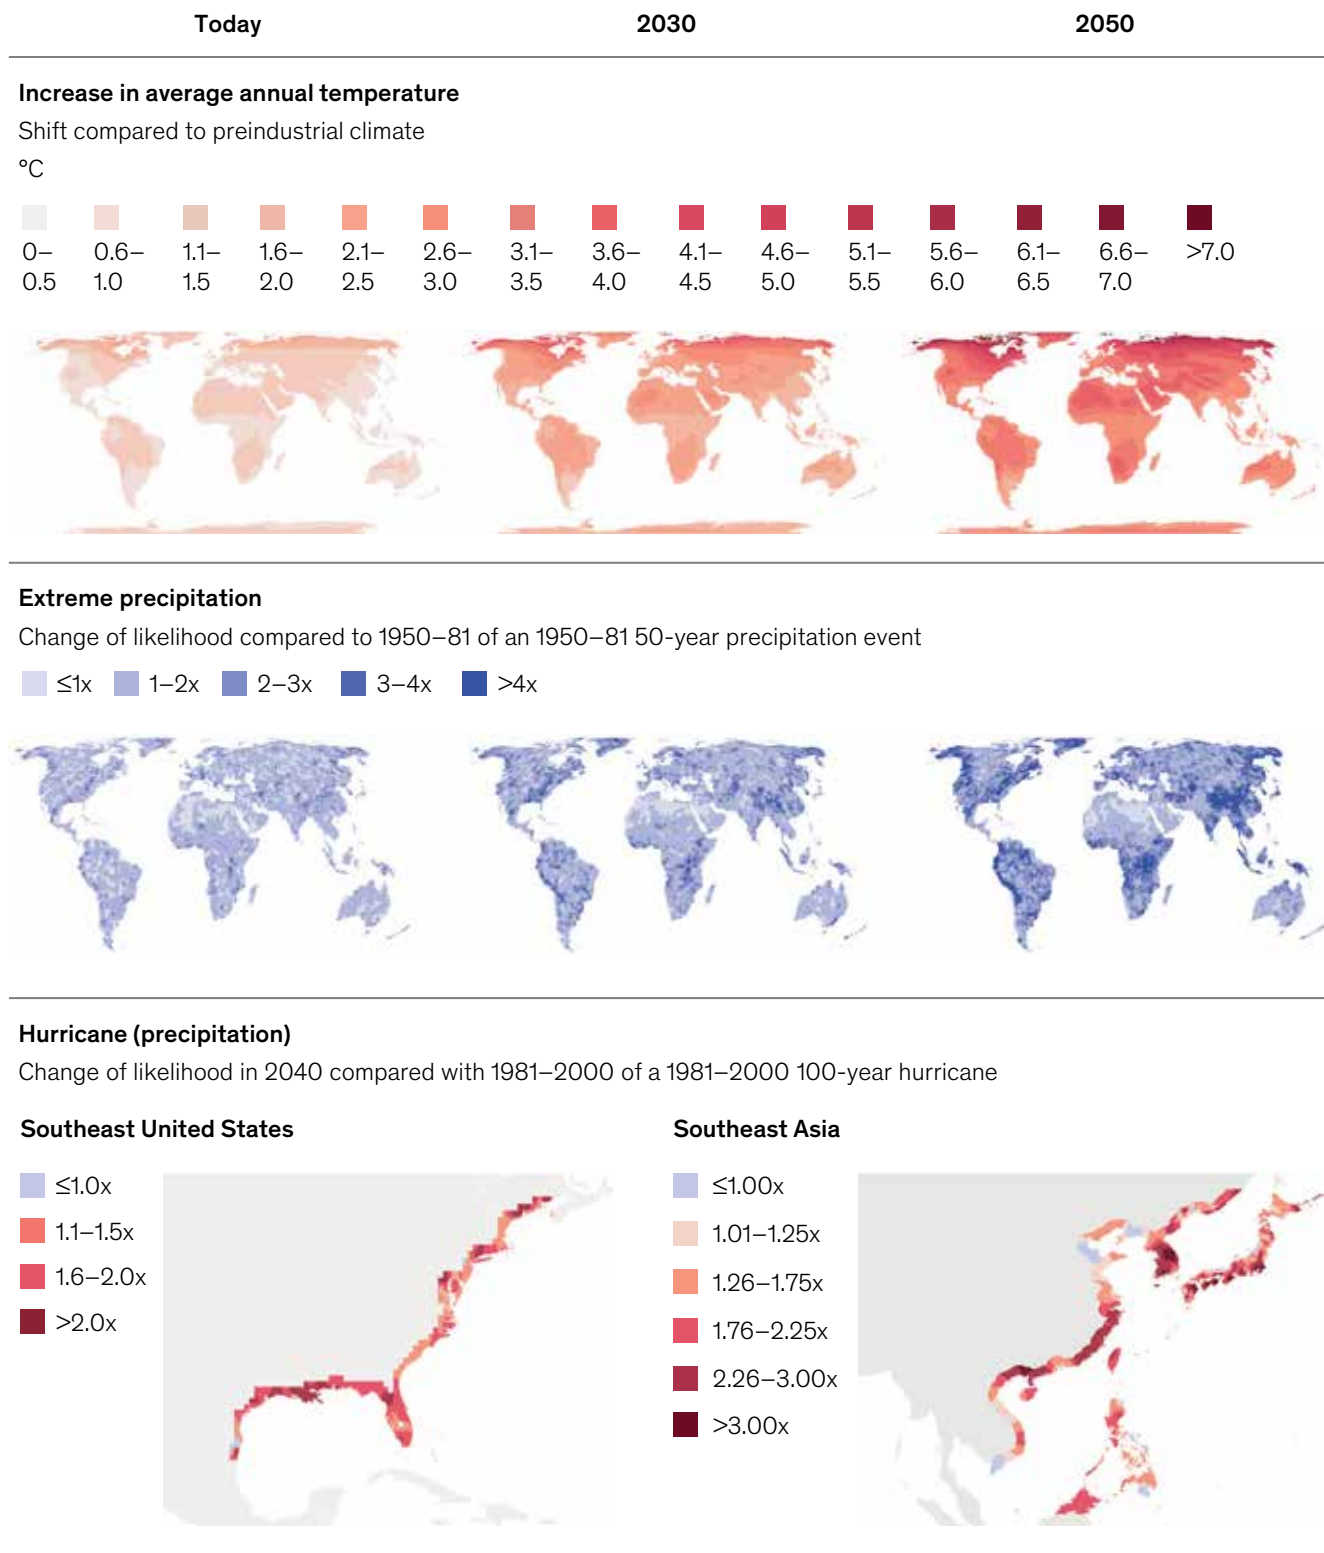 Today 2030 2050
Increase in average annual temperature
Shift compared to preindustrial climate
°C
0– 0.6– 1.1– 1.6– 2.1– 2.6– 3.1– 3.6– 4.1– 4.6– 5.1– 5.6– 6.1– 6.6– >7.0
0.5 1.0 1.5 2.0 2.5 3.0 3.5 4.0 4.5 5.0 5.5 6.0 6.5 7.0
Extreme precipitation
Change of likelihood compared to 1950–81 of an 1950–81 50-year precipitation event
≤1x 1–2x 2–3x 3–4x >4x
Hurricane (precipitation)
Change of likelihood in 2040 compared with 1981–2000 of a 1981–2000 100-year hurricane
Southeast United States
≤1.0x
1.1–1.5x
1.6–2.0x
>2.0x
Southeast Asia
≤1.00x
1.01–1.25x
1.26–1.75x
1.76–2.25x
2.26–3.00x
>3.00x